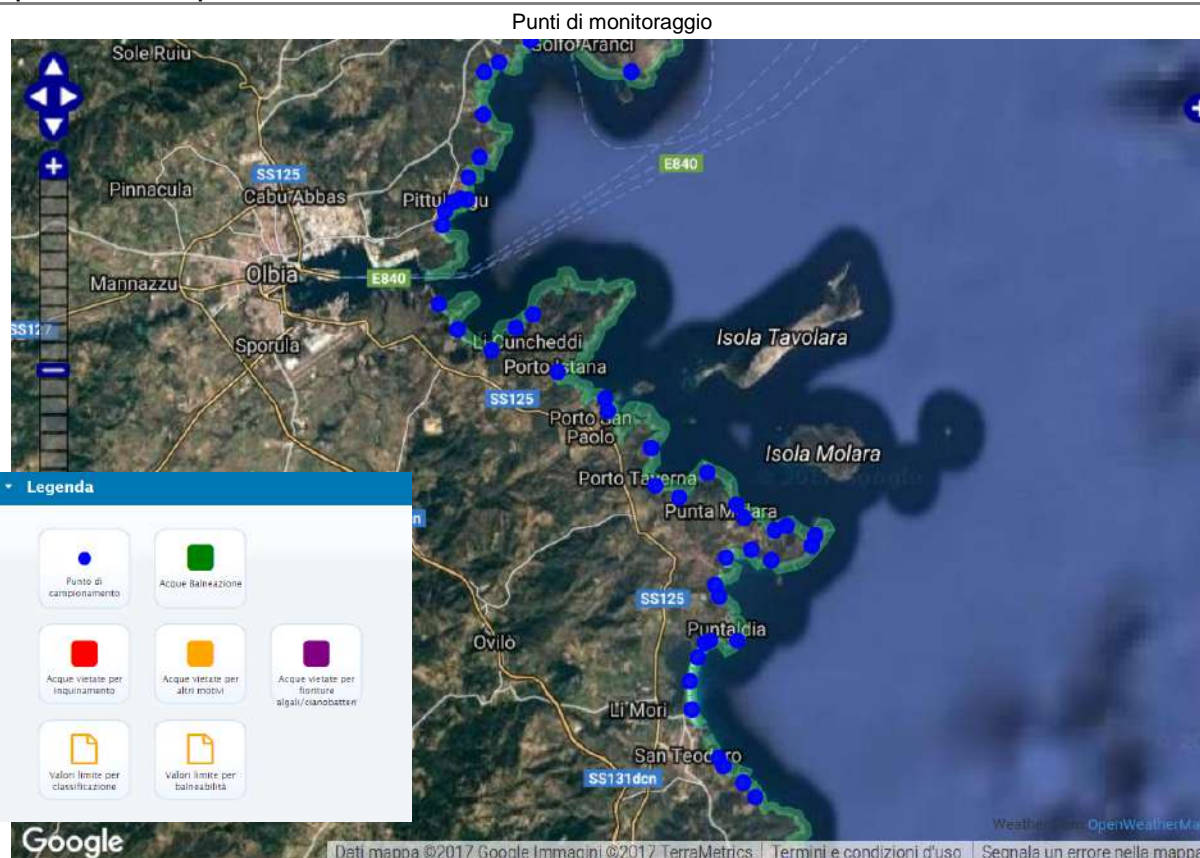 Punti di monitoraggio
Sole Ruiu
Golfo Aranci
E840
SS125
Pinnacula
Cabu Abbas
Olbia
E840
Mannazzu
SS127
Sporula
Li Cuncheddi
Isola Tavolara
Porto Istana
SS125
Porto San
Paolo
Isola Molara
Porto Taverna
Punta Molara
SS125
Puntaldia
Ovilò
Li Mori
San Teodoro
SS131dcn
Legenda
Punto di
campionamento
Acque Balneazione
Acque vietate per
inquinamento
Acque vietate per
altri motivi
Acque vietate per
fioriture
algali/cianobatteri
Valori limite per
classificazione
Valori limite per
balneabilità
Google
OpenWeatherMa
Dati mappa ©2017 Google Immagini ©2017 TerraMetrics
Termini e condizioni d'uso
Segnala un errore nella mappa